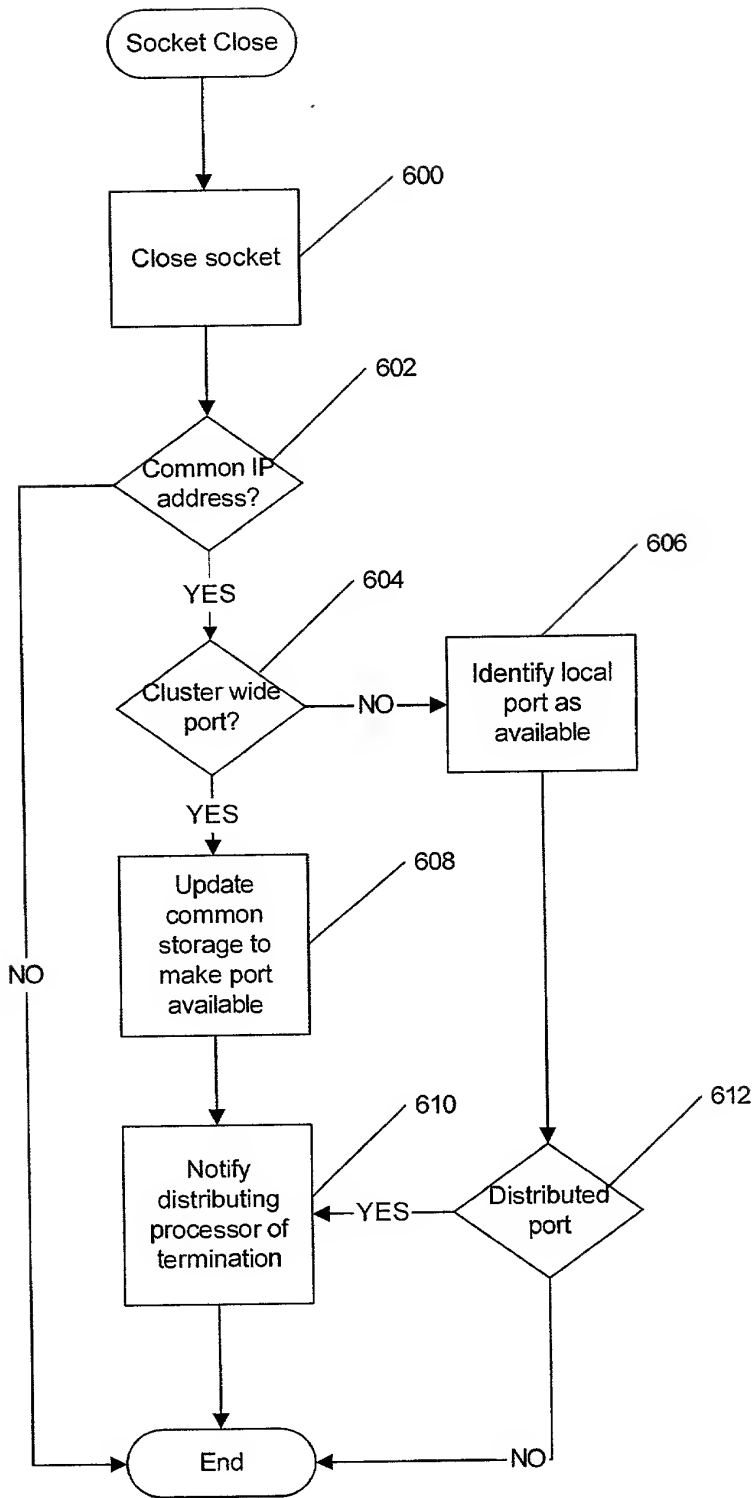 Socket Close
600
Close socket
602
Common IP
address?
YES
604
606
Cluster wide
port?
NO
Identify local
port as
available
YES
608
Update
common
storage to
make port
available
NO
610
612
Notify
distributing
processor of
termination
YES
Distributed
port
End
NO